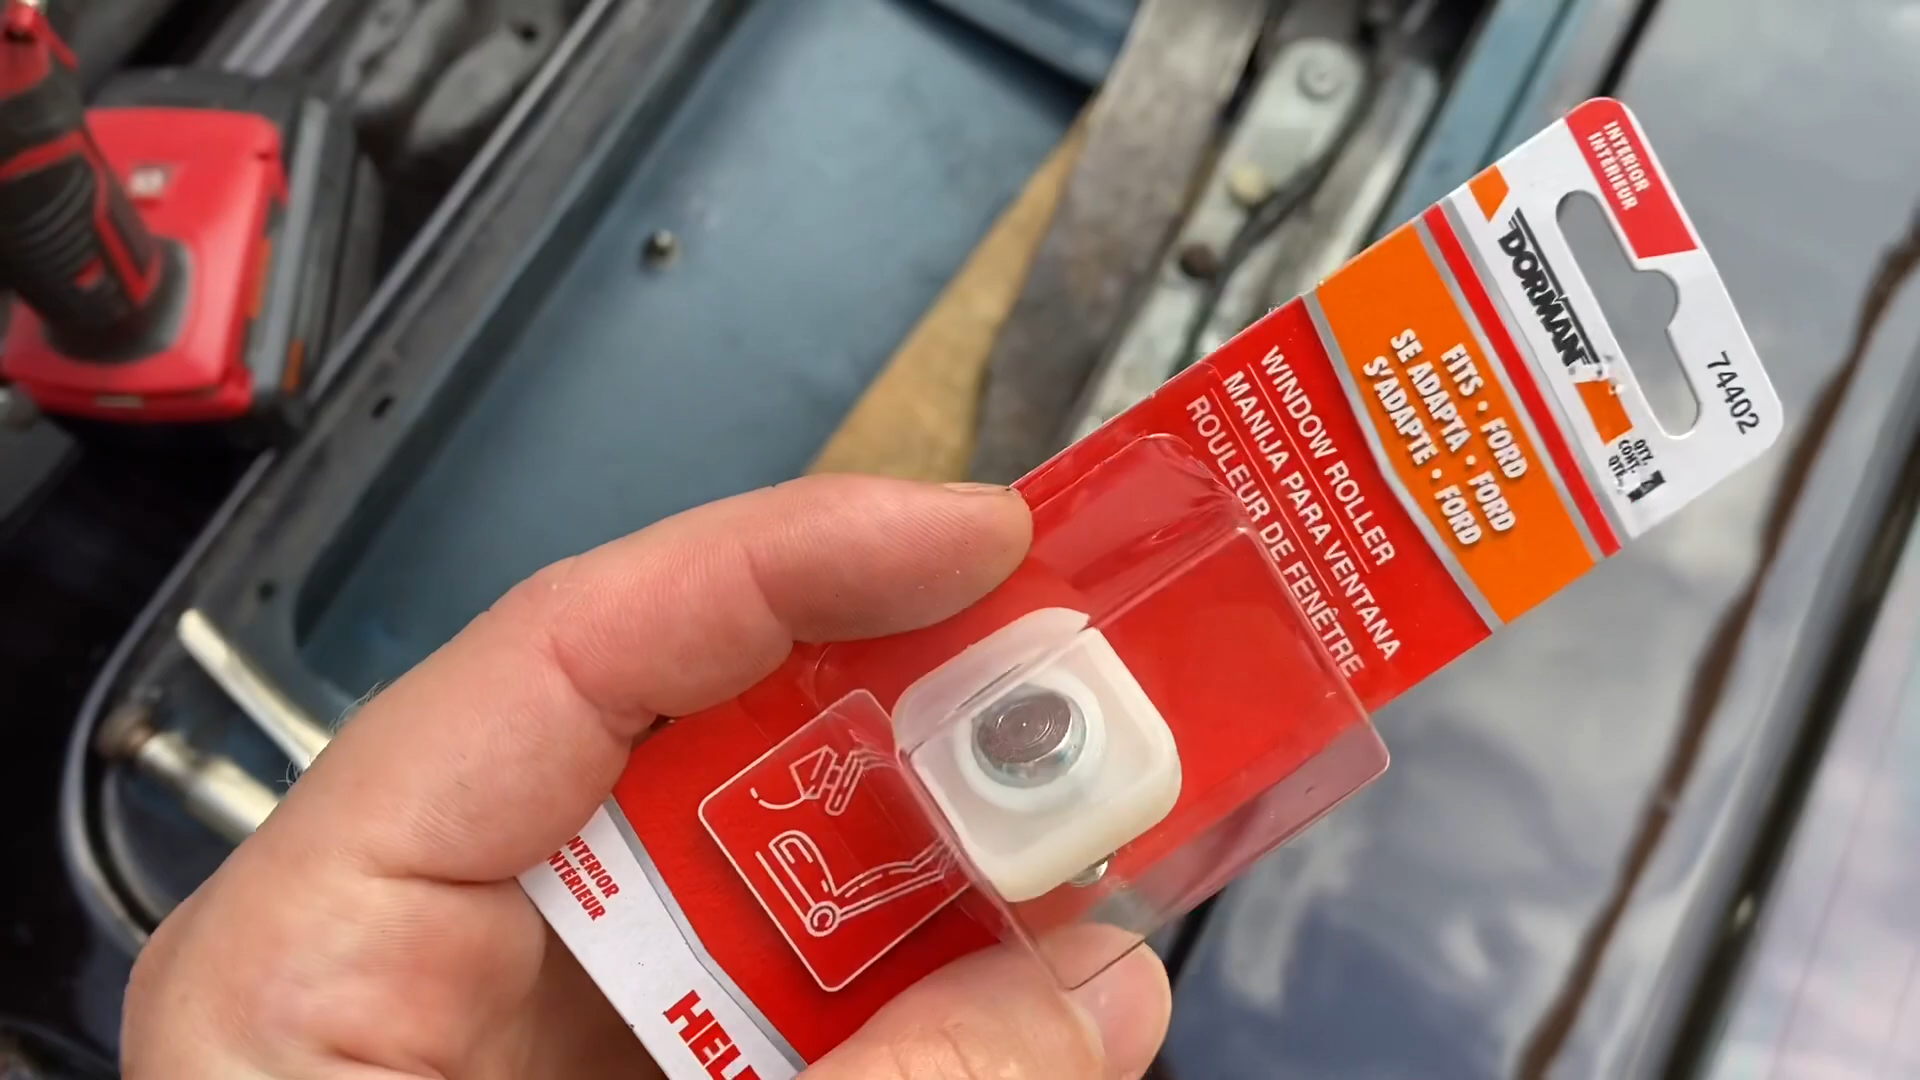 INTERIOR
INTÉRIEUR
DORMAN®
74402
QTY.
CONT.
QTÉ.
1
FITS • FORD
SE ADAPTA • FORD
S'ADAPTE • FORD
WINDOW ROLLER
MANIJA PARA VENTANA
ROULEUR DE FENÊTRE
INTERIOR
INTÉRIEUR
HEL